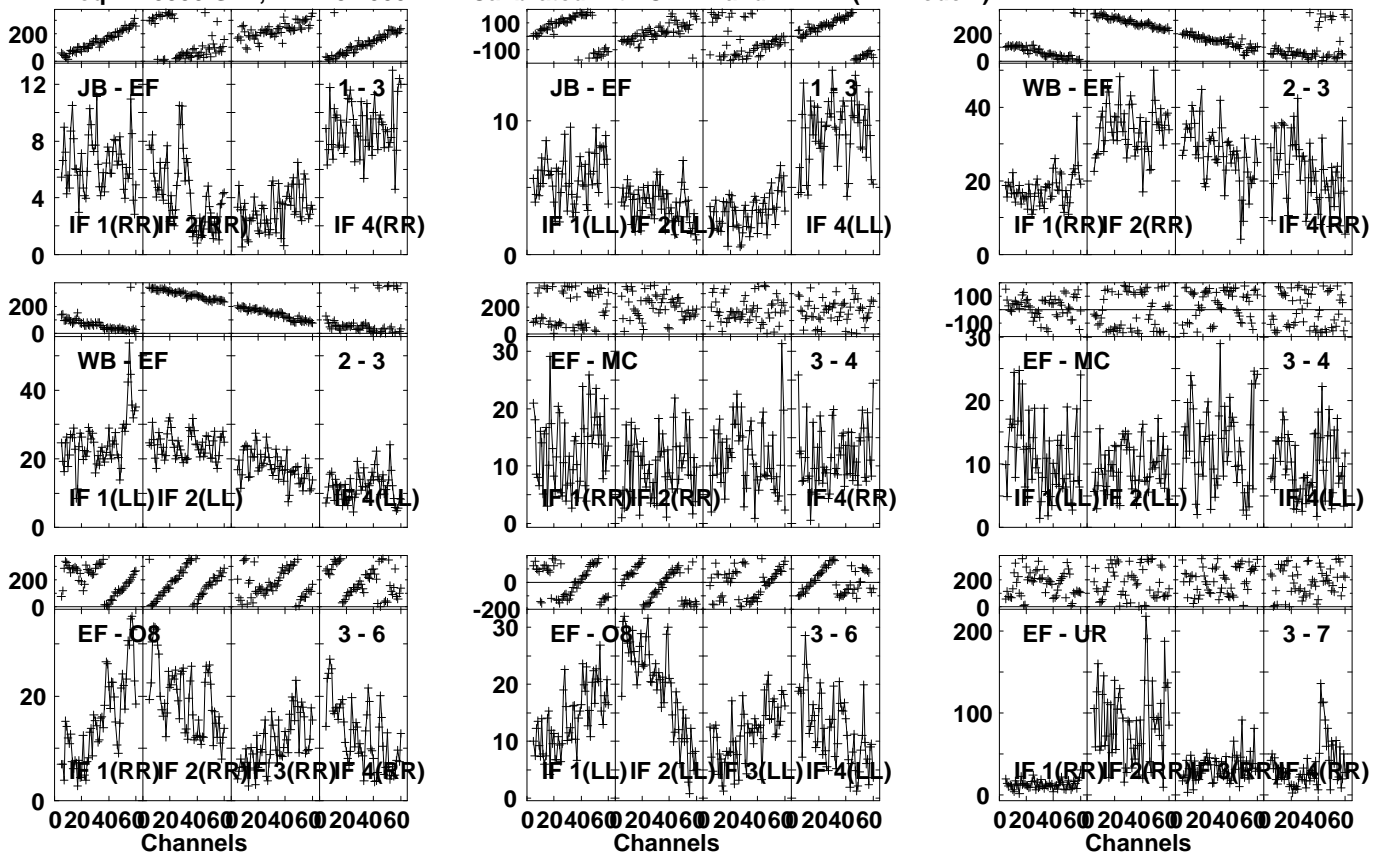 200
0
100
-100
200
0
12
8
4
0
JB - EF
1 - 3
IF 1(RR)
IF 2(RR)
IF 4(RR)
10
0
JB - EF
1 - 3
IF 1(LL)
IF 2(LL)
IF 4(LL)
40
20
0
WB - EF
2 - 3
IF 1(RR)
IF 2(RR)
IF 4(RR)
200
0
200
0
100
-100
40
20
0
WB - EF
2 - 3
IF 1(LL)
IF 2(LL)
IF 4(LL)
30
20
10
0
EF - MC
3 - 4
IF 1(RR)
IF 2(RR)
IF 4(RR)
30
20
10
0
EF - MC
3 - 4
IF 1(LL)
IF 2(LL)
IF 4(LL)
200
0
0
-200
200
0
20
0
EF - O8
3 - 6
IF 1(RR)
IF 2(RR)
IF 3(RR)
IF 4(RR)
30
20
10
0
EF - O8
3 - 6
IF 1(LL)
IF 2(LL)
IF 3(LL)
IF 4(LL)
200
100
0
EF - UR
3 - 7
IF 1(RR)
IF 2(RR)
IF 3(RR)
IF 4(RR)
0 20 40 60 0 20 40 60 0 20 40 60 0 20 40 60
0 20 40 60 0 20 40 60 0 20 40 60 0 20 40 60
0 20 40 60 0 20 40 60 0 20 40 60 0 20 40 60
Channels
Channels
Channels